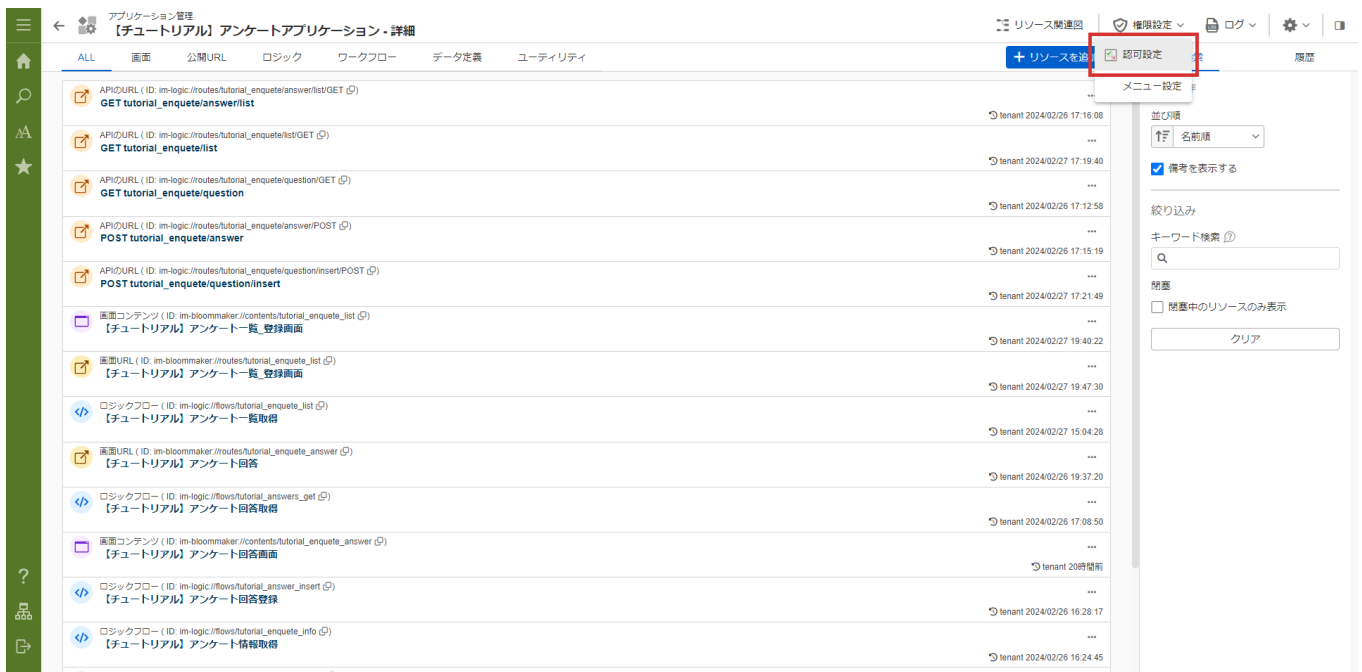 アプリケーション管理
【チュートリアル】アンケートアプリケーション - 詳細
リソース関連図
権限設定
ログ
ALL
画面
公開URL
ロジック
ワークフロー
データ定義
ユーティリティ
リソースを追
認可設定
メニュー設定
履歴
APIのURL ( ID: im-logic://routes/tutorial_enquete/answer/list/GET )
GET tutorial_enquete/answer/list
tenant 2024/02/26 17:16:08
APIのURL ( ID: im-logic://routes/tutorial_enquete/list/GET )
GET tutorial_enquete/list
tenant 2024/02/27 17:19:40
APIのURL ( ID: im-logic://routes/tutorial_enquete/question/GET )
GET tutorial_enquete/question
tenant 2024/02/26 17:12:58
APIのURL ( ID: im-logic://routes/tutorial_enquete/answer/POST )
POST tutorial_enquete/answer
tenant 2024/02/26 17:15:19
APIのURL ( ID: im-logic://routes/tutorial_enquete/question/insert/POST )
POST tutorial_enquete/question/insert
tenant 2024/02/27 17:21:49
画面コンテンツ ( ID: im-bloommaker://contents/tutorial_enquete_list )
【チュートリアル】アンケート一覧_登録画面
tenant 2024/02/27 19:40:22
画面URL ( ID: im-bloommaker://routes/tutorial_enquete_list )
【チュートリアル】アンケート一覧_登録画面
tenant 2024/02/27 19:47:30
ロジックフロー ( ID: im-logic://flows/tutorial_enquete_list )
【チュートリアル】アンケート一覧取得
tenant 2024/02/27 15:04:28
画面URL ( ID: im-bloommaker://routes/tutorial_enquete_answer )
【チュートリアル】アンケート回答
tenant 2024/02/26 19:37:20
ロジックフロー ( ID: im-logic://flows/tutorial_answers_get )
【チュートリアル】アンケート回答取得
tenant 2024/02/26 17:08:50
画面コンテンツ ( ID: im-bloommaker://contents/tutorial_enquete_answer )
【チュートリアル】アンケート回答画面
tenant 20時間前
ロジックフロー ( ID: im-logic://flows/tutorial_answer_insert )
【チュートリアル】アンケート回答登録
tenant 2024/02/26 16:28:17
ロジックフロー ( ID: im-logic://flows/tutorial_enquete_info )
【チュートリアル】アンケート情報取得
tenant 2024/02/26 16:24:45
並び順
名前順
備考を表示する
絞り込み
キーワード検索
閉塞
閉塞中のリソースのみ表示
クリア